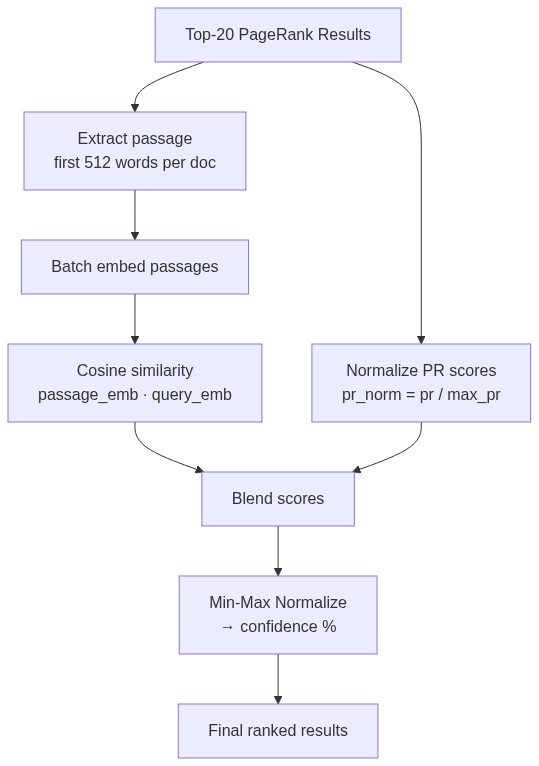 Top-20 PageRank Results
Extract passage
first 512 words per doc
Batch embed passages
Cosine similarity
passage_emb · query_emb
Normalize PR scores
pr_norm = pr / max_pr
Blend scores
Min-Max Normalize
→ confidence %
Final ranked results